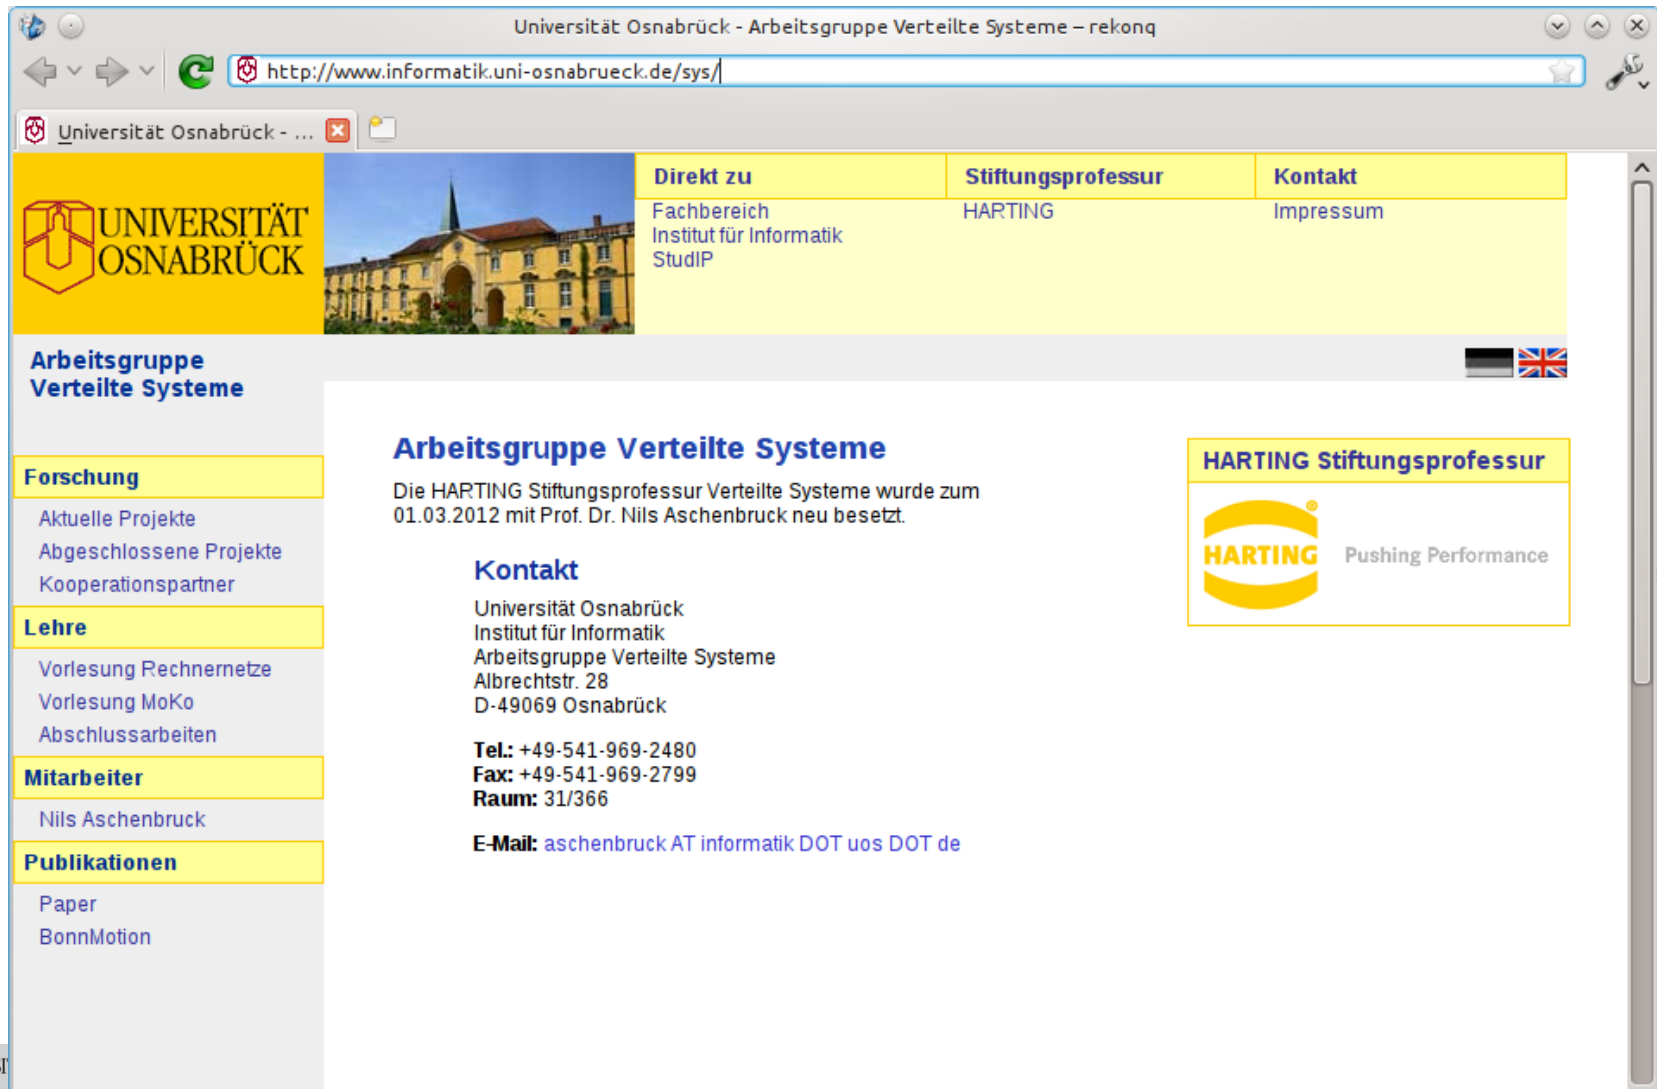 Universität Osnabrück - Arbeitsgruppe Verteilte Systeme – rekonq
http://www.informatik.uni-osnabrueck.de/sys/
Universität Osnabrück - ...
UNIVERSITÄT
OSNABRÜCK
Direkt zu
Fachbereich
Institut für Informatik
StudIP
Stiftungsprofessur
HARTING
Kontakt
Impressum
Arbeitsgruppe
Verteilte Systeme
Forschung
Aktuelle Projekte
Abgeschlossene Projekte
Kooperationspartner
Lehre
Vorlesung Rechnernetze
Vorlesung MoKo
Abschlussarbeiten
Mitarbeiter
Nils Aschenbruck
Publikationen
Paper
BonnMotion
Arbeitsgruppe Verteilte Systeme
Die HARTING Stiftungsprofessur Verteilte Systeme wurde zum
01.03.2012 mit Prof. Dr. Nils Aschenbruck neu besetzt.
Kontakt
Universität Osnabrück
Institut für Informatik
Arbeitsgruppe Verteilte Systeme
Albrechtstr. 28
D-49069 Osnabrück
Tel.: +49-541-969-2480
Fax: +49-541-969-2799
Raum: 31/366
E-Mail: aschenbruck AT informatik DOT uos DOT de
HARTING Stiftungsprofessur
HARTING Pushing Performance